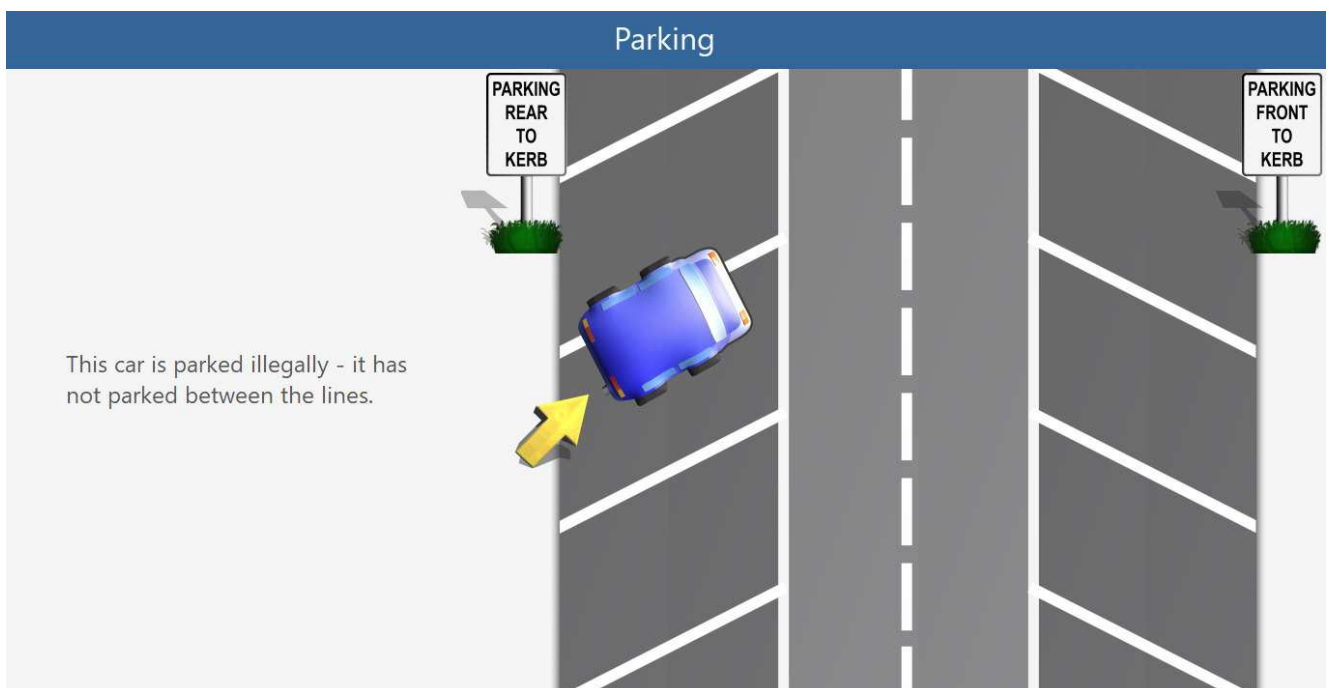 Parking
PARKING
REAR
TO
KERB
PARKING
FRONT
TO
KERB
This car is parked illegally - it has
not parked between the lines.